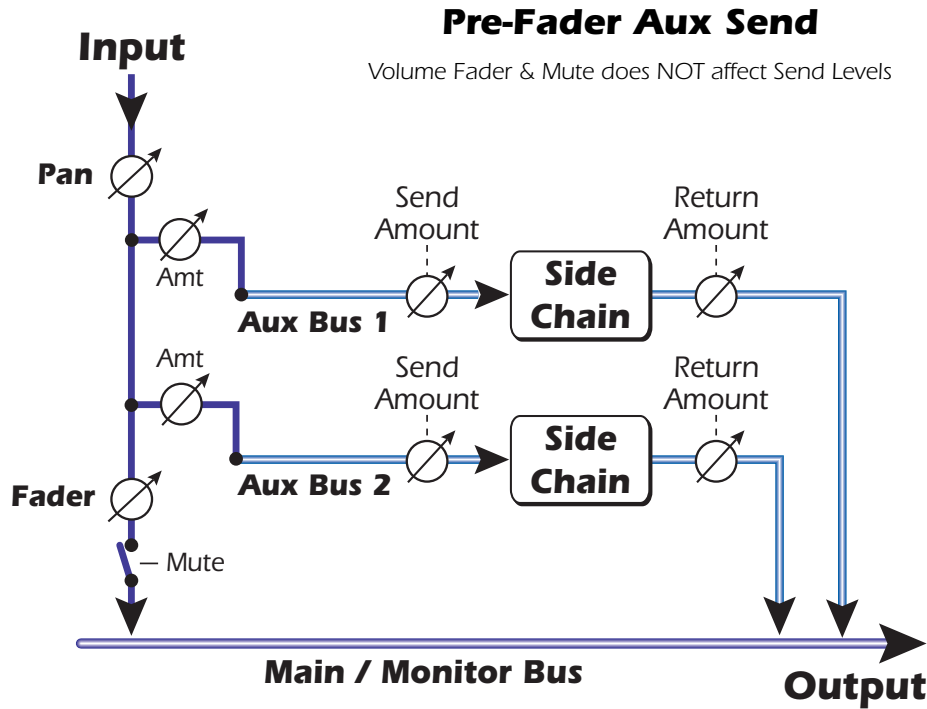 Pre-Fader Aux Send
Input
Volume Fader & Mute does NOT affect Send Levels
Pan
Send
Amount
Return
Amount
Amt
Side
Chain
Aux Bus 1
Amt
Send
Amount
Return
Amount
Side
Chain
Aux Bus 2
Fader
– Mute
Main / Monitor Bus
Output